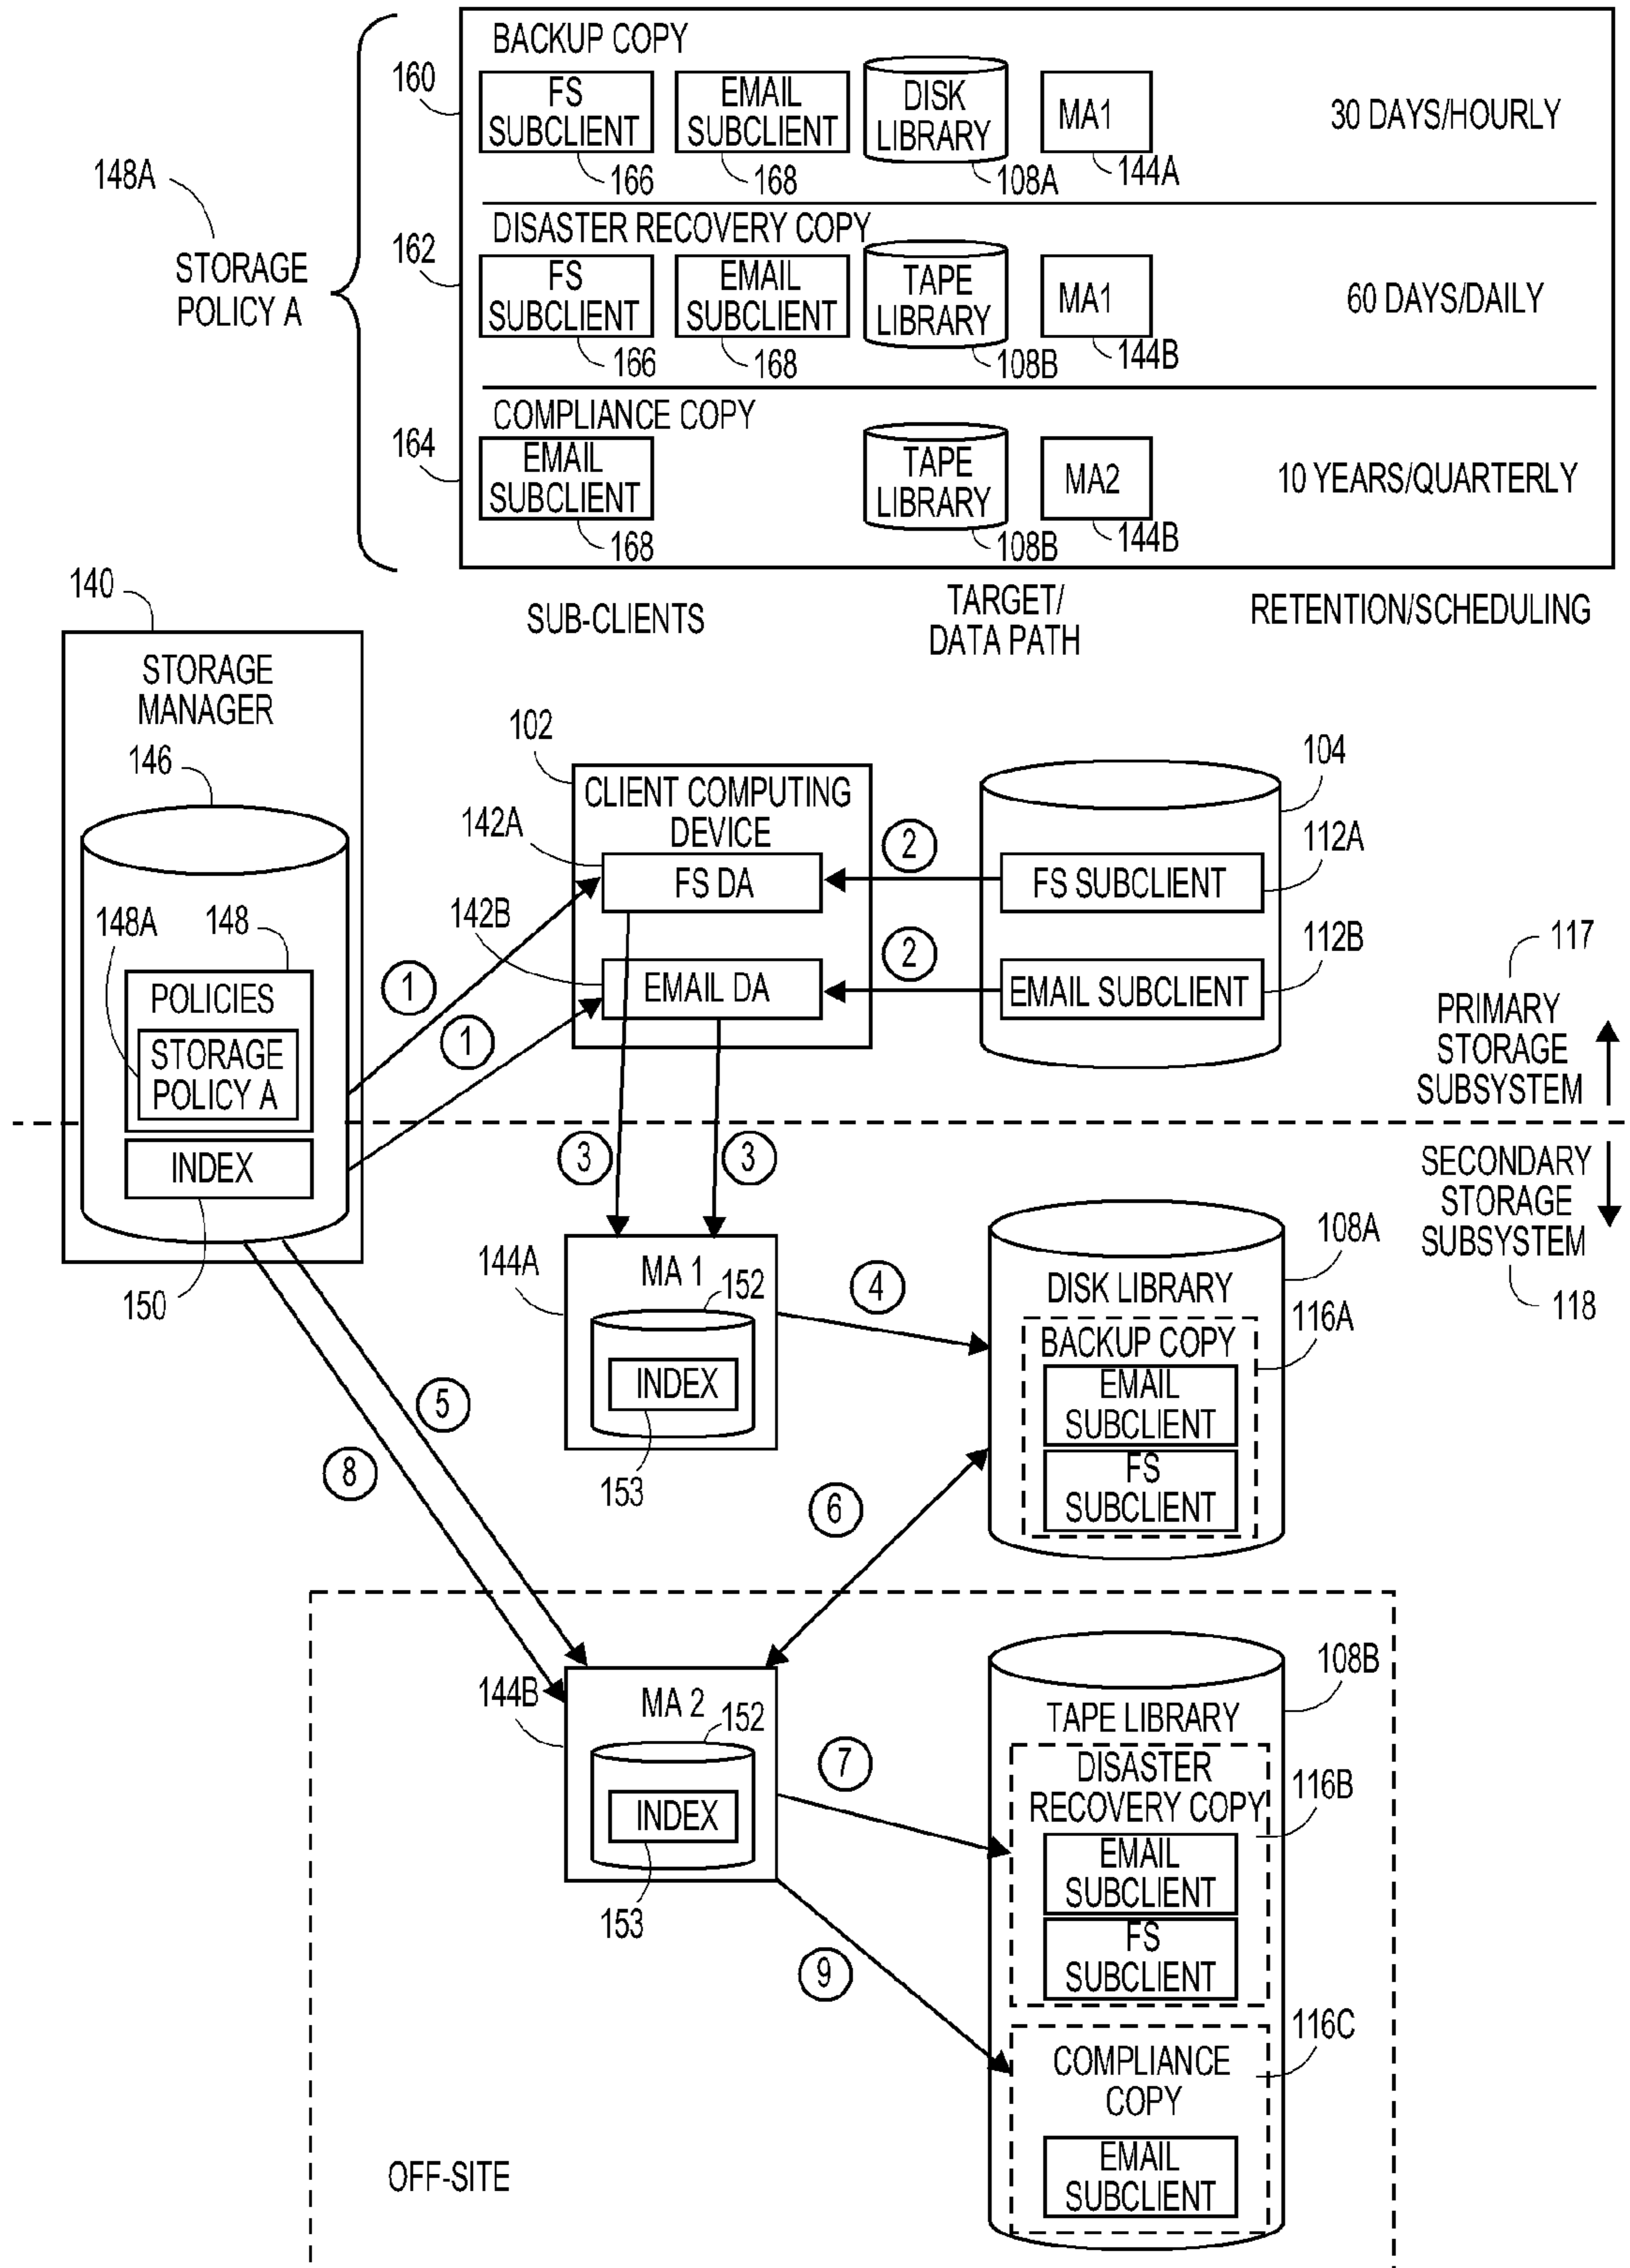 BACKUP COPY
160
FS
SUBCLIENT
166
EMAIL
SUBCLIENT
168
DISK
LIBRARY
108A
MA1
144A
30 DAYS/HOURLY
148A
STORAGE
POLICY A
DISASTER RECOVERY COPY
162
FS
SUBCLIENT
166
EMAIL
SUBCLIENT
168
TAPE
LIBRARY
108B
MA1
144B
60 DAYS/DAILY
COMPLIANCE COPY
164
EMAIL
SUBCLIENT
168
TAPE
LIBRARY
108B
MA2
144B
10 YEARS/QUARTERLY
SUB-CLIENTS
TARGET/
DATA PATH
RETENTION/SCHEDULING
140
STORAGE
MANAGER
146
148A
148
POLICIES
STORAGE
POLICY A
INDEX
150
102
CLIENT COMPUTING
DEVICE
142A
FS DA
142B
EMAIL DA
1
1
2
2
104
FS SUBCLIENT
112A
EMAIL SUBCLIENT
112B
117
PRIMARY
STORAGE
SUBSYSTEM
SECONDARY
STORAGE
SUBSYSTEM
118
3
3
144A
MA 1
152
INDEX
153
4
108A
DISK LIBRARY
116A
BACKUP COPY
EMAIL
SUBCLIENT
FS
SUBCLIENT
5
8
6
144B
MA 2
152
INDEX
153
7
9
108B
TAPE LIBRARY
DISASTER
RECOVERY COPY
116B
EMAIL
SUBCLIENT
FS
SUBCLIENT
116C
COMPLIANCE
COPY
EMAIL
SUBCLIENT
OFF-SITE